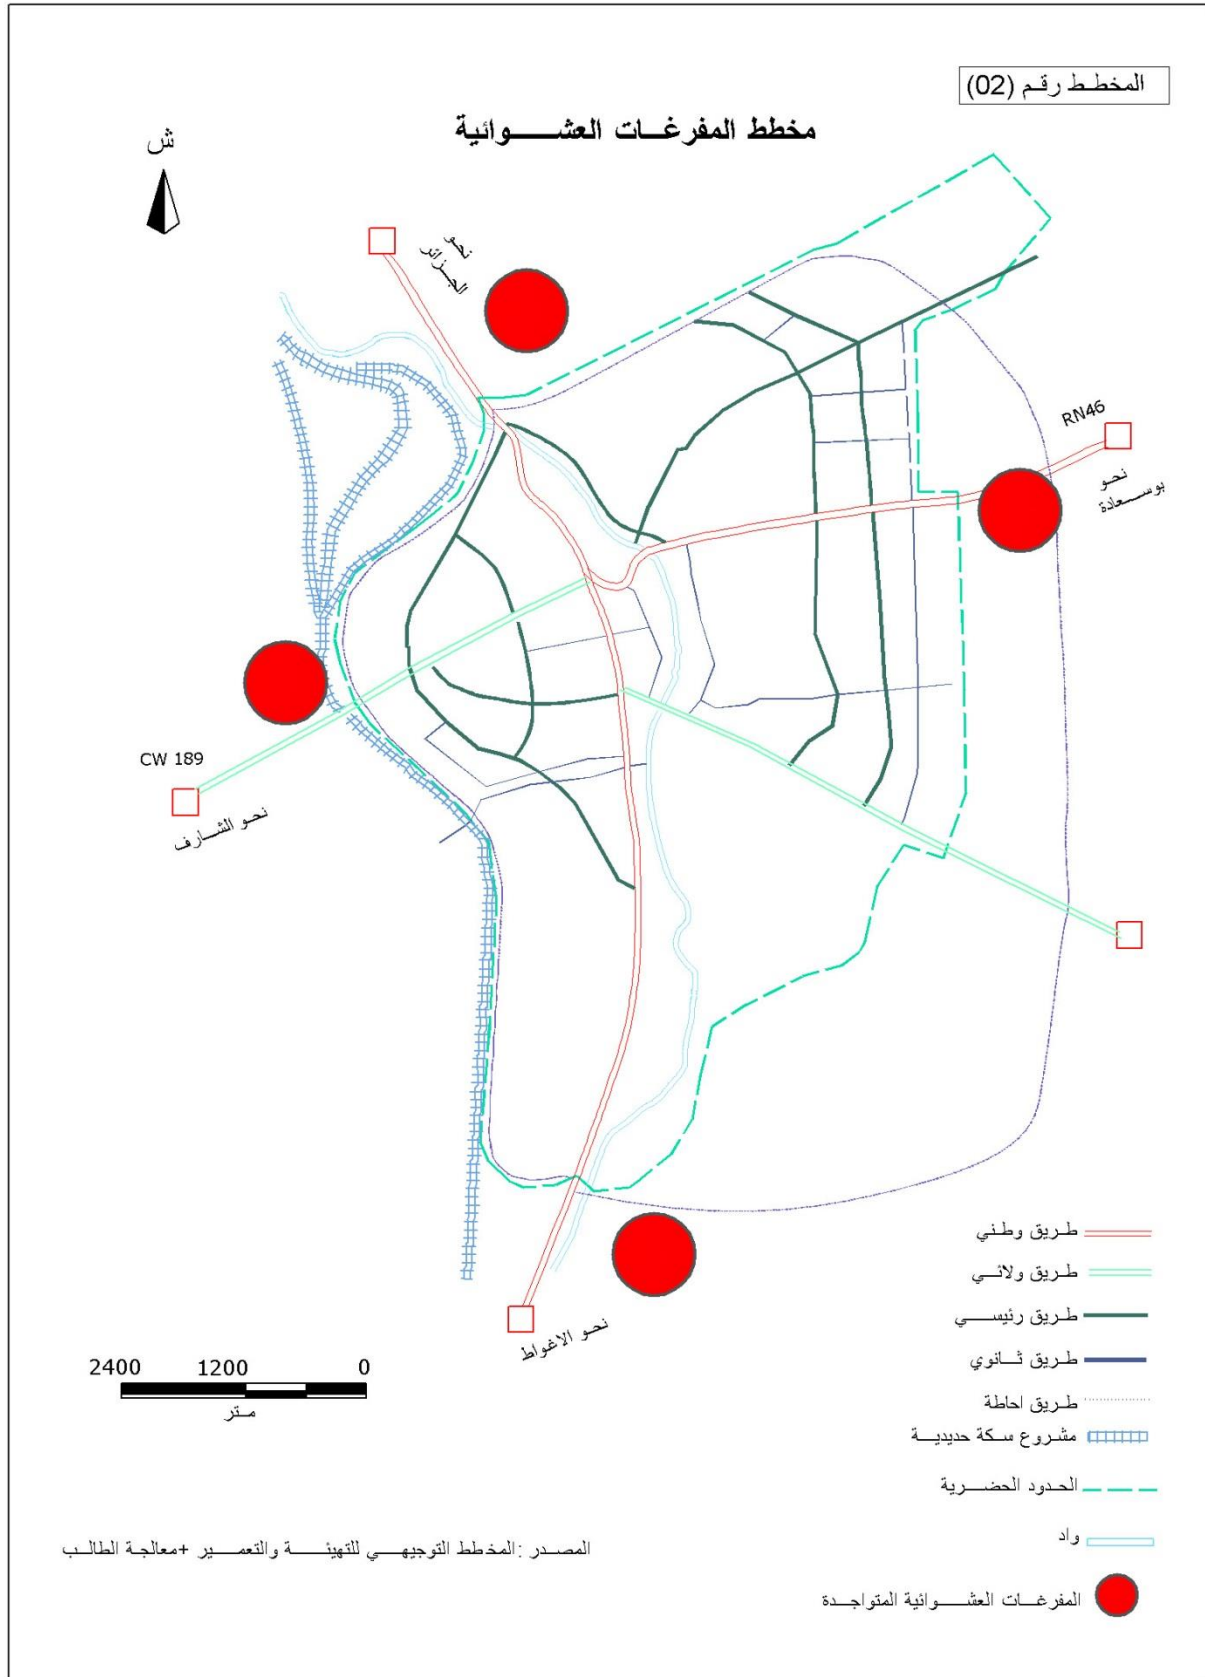 المخطط رقم (02)
مخطط المفرغات العشوائية
ش
نحو
الجزائر
RN46
نحو
بوسعادة
CW 189
نحو الشارف
نحو الاغواط
طريق وطني
طريق ولائي
طريق رئيسي
طريق ثانوي
طريق احاطة
مشروع سكة حديدية
الحدود الحضرية
واد
المفرغات العشوائية المتواجدة
2400 1200 0
متر
المصدر :المخطط التوجيهي للتهيئة والتعمير +معالجة الطالب